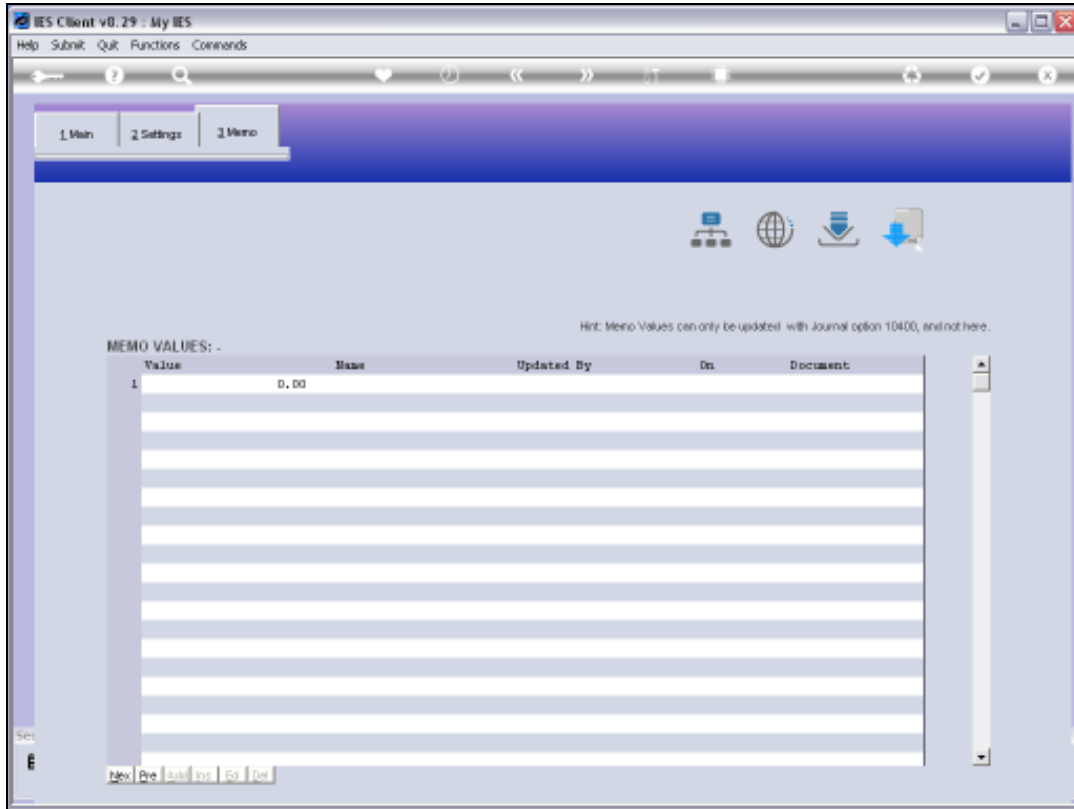 IES Client v8.29 : My IES
Help Submit Quit Functions Commands
1 Main 2 Settings 3 Memo
Hint: Memo Values can only be updated with Journal option 10400, and not here.
MEMO VALUES: -
Value Name Updated By On Document
1 0.00
Nex Pre Add Ins Ed Del